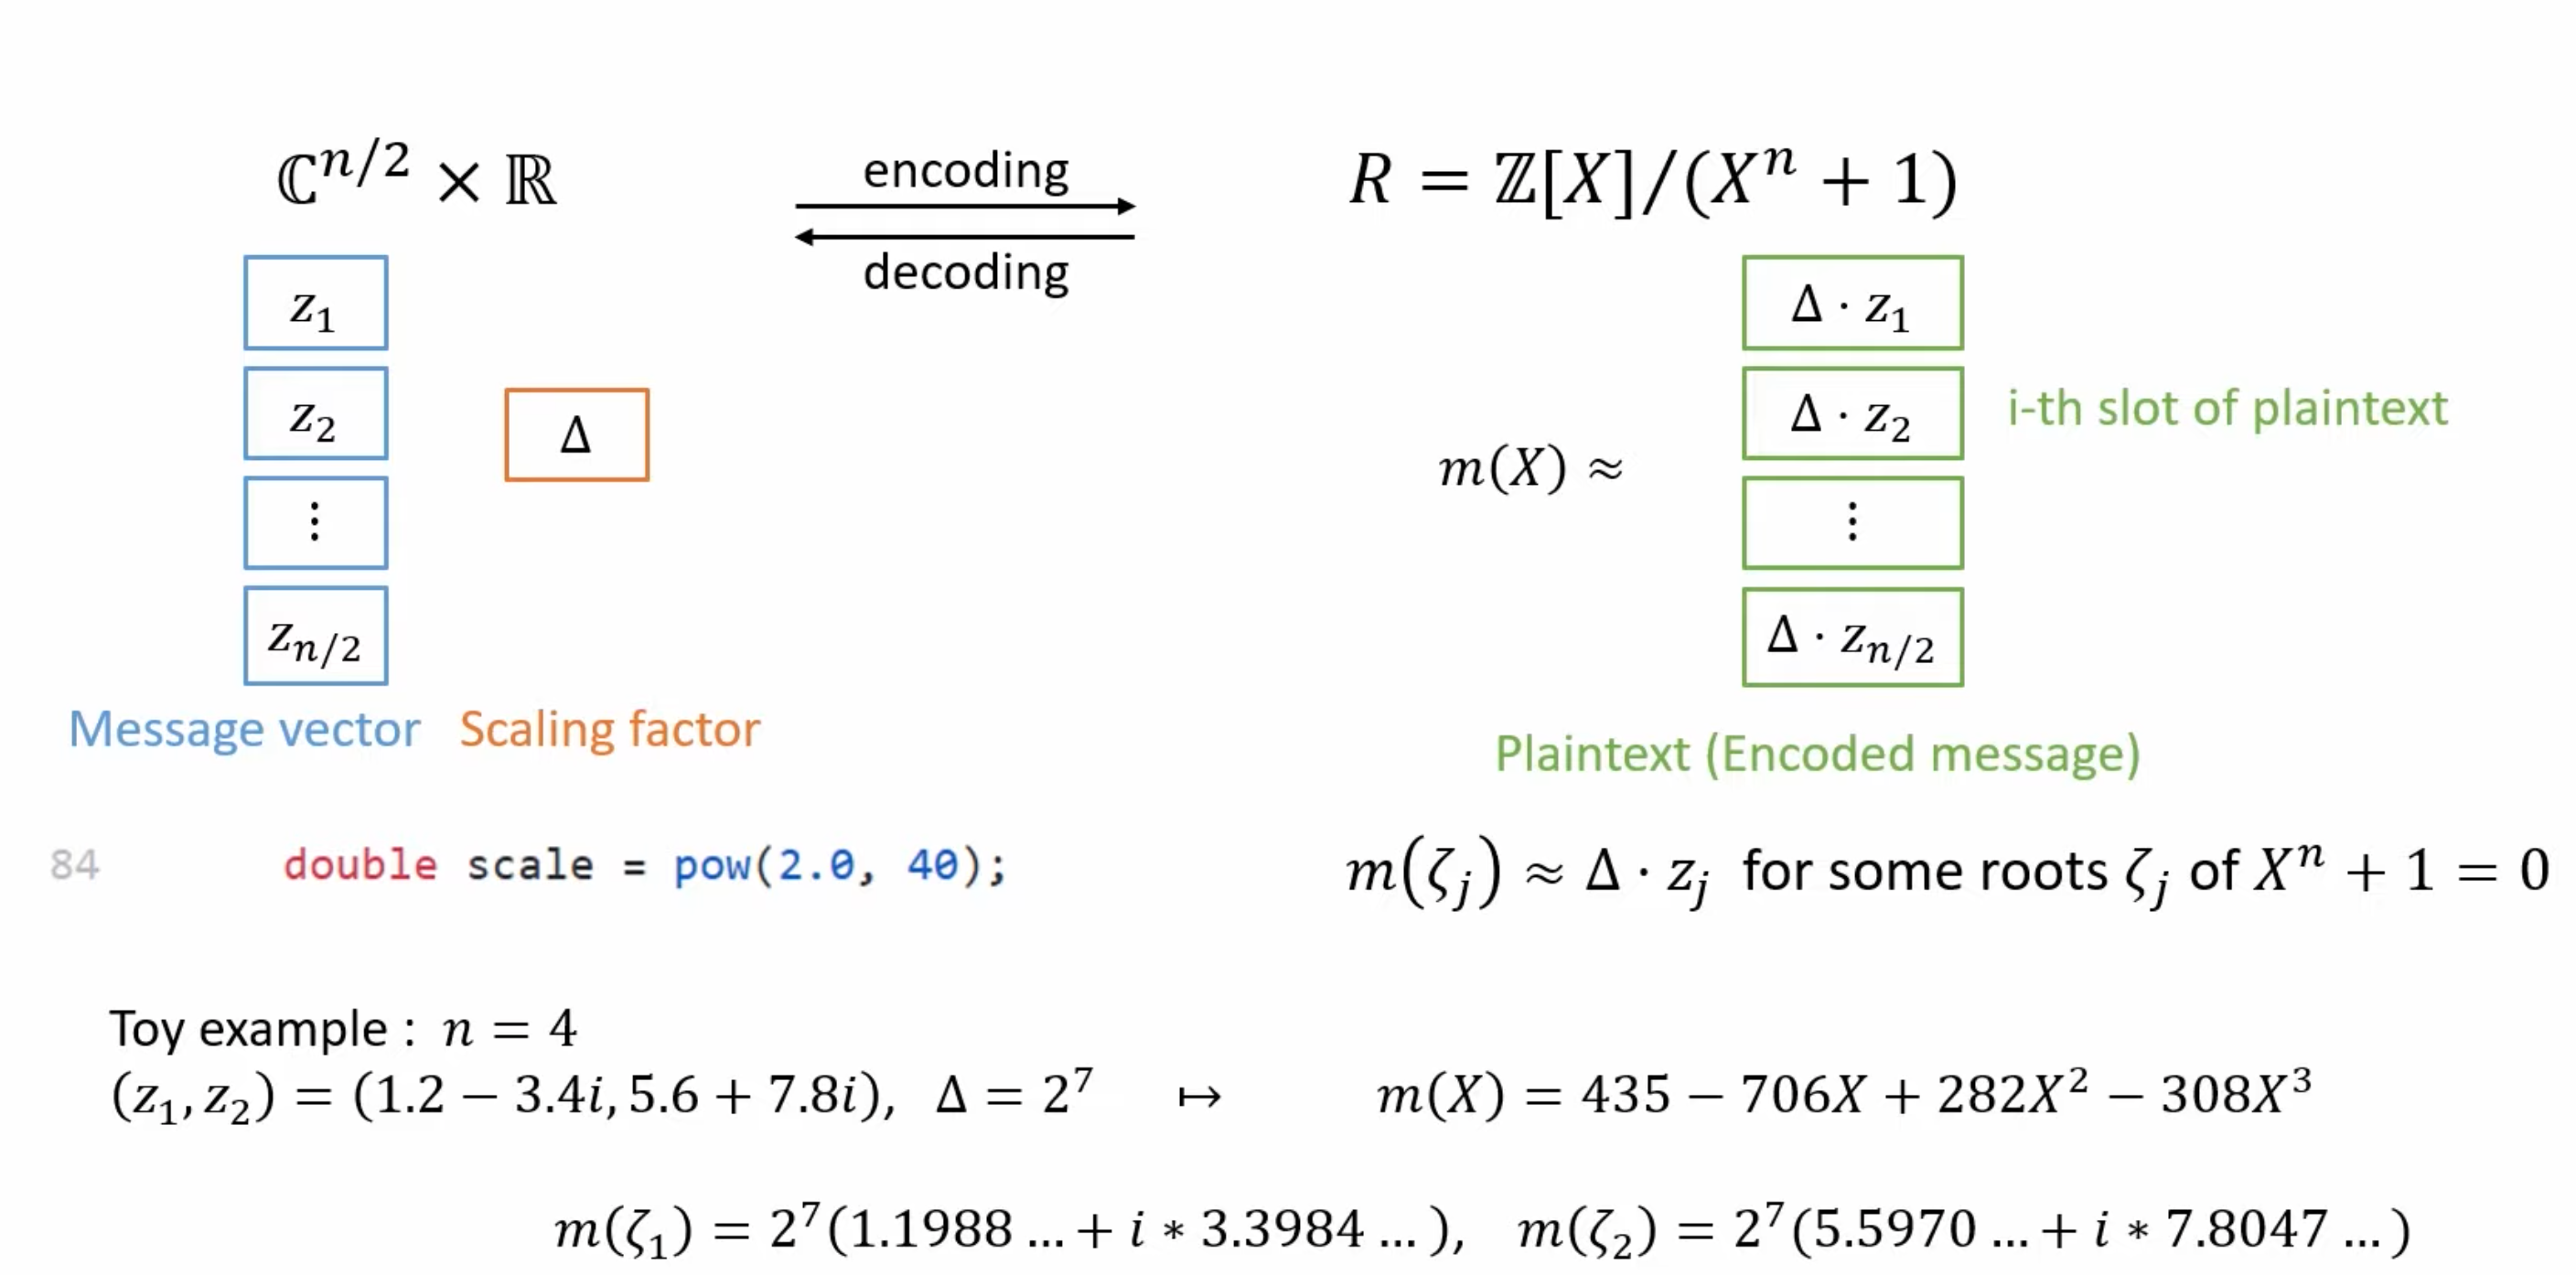 ℂ^{n/2} × ℝ
encoding
decoding
R = ℤ[X]/(X^n + 1)
z_1
z_2
⋮
z_{n/2}
Δ
Message vector
Scaling factor
m(X) ≈
Δ · z_1
Δ · z_2
⋮
Δ · z_{n/2}
i-th slot of plaintext
Plaintext (Encoded message)
84 double scale = pow(2.0, 40);
m(ζ_j) ≈ Δ · z_j for some roots ζ_j of X^n + 1 = 0
Toy example : n = 4
(z_1, z_2) = (1.2 − 3.4i, 5.6 + 7.8i), Δ = 2^7 ↦ m(X) = 435 − 706X + 282X^2 − 308X^3
m(ζ_1) = 2^7(1.1988 … + i ∗ 3.3984 … ), m(ζ_2) = 2^7(5.5970 … + i ∗ 7.8047 … )